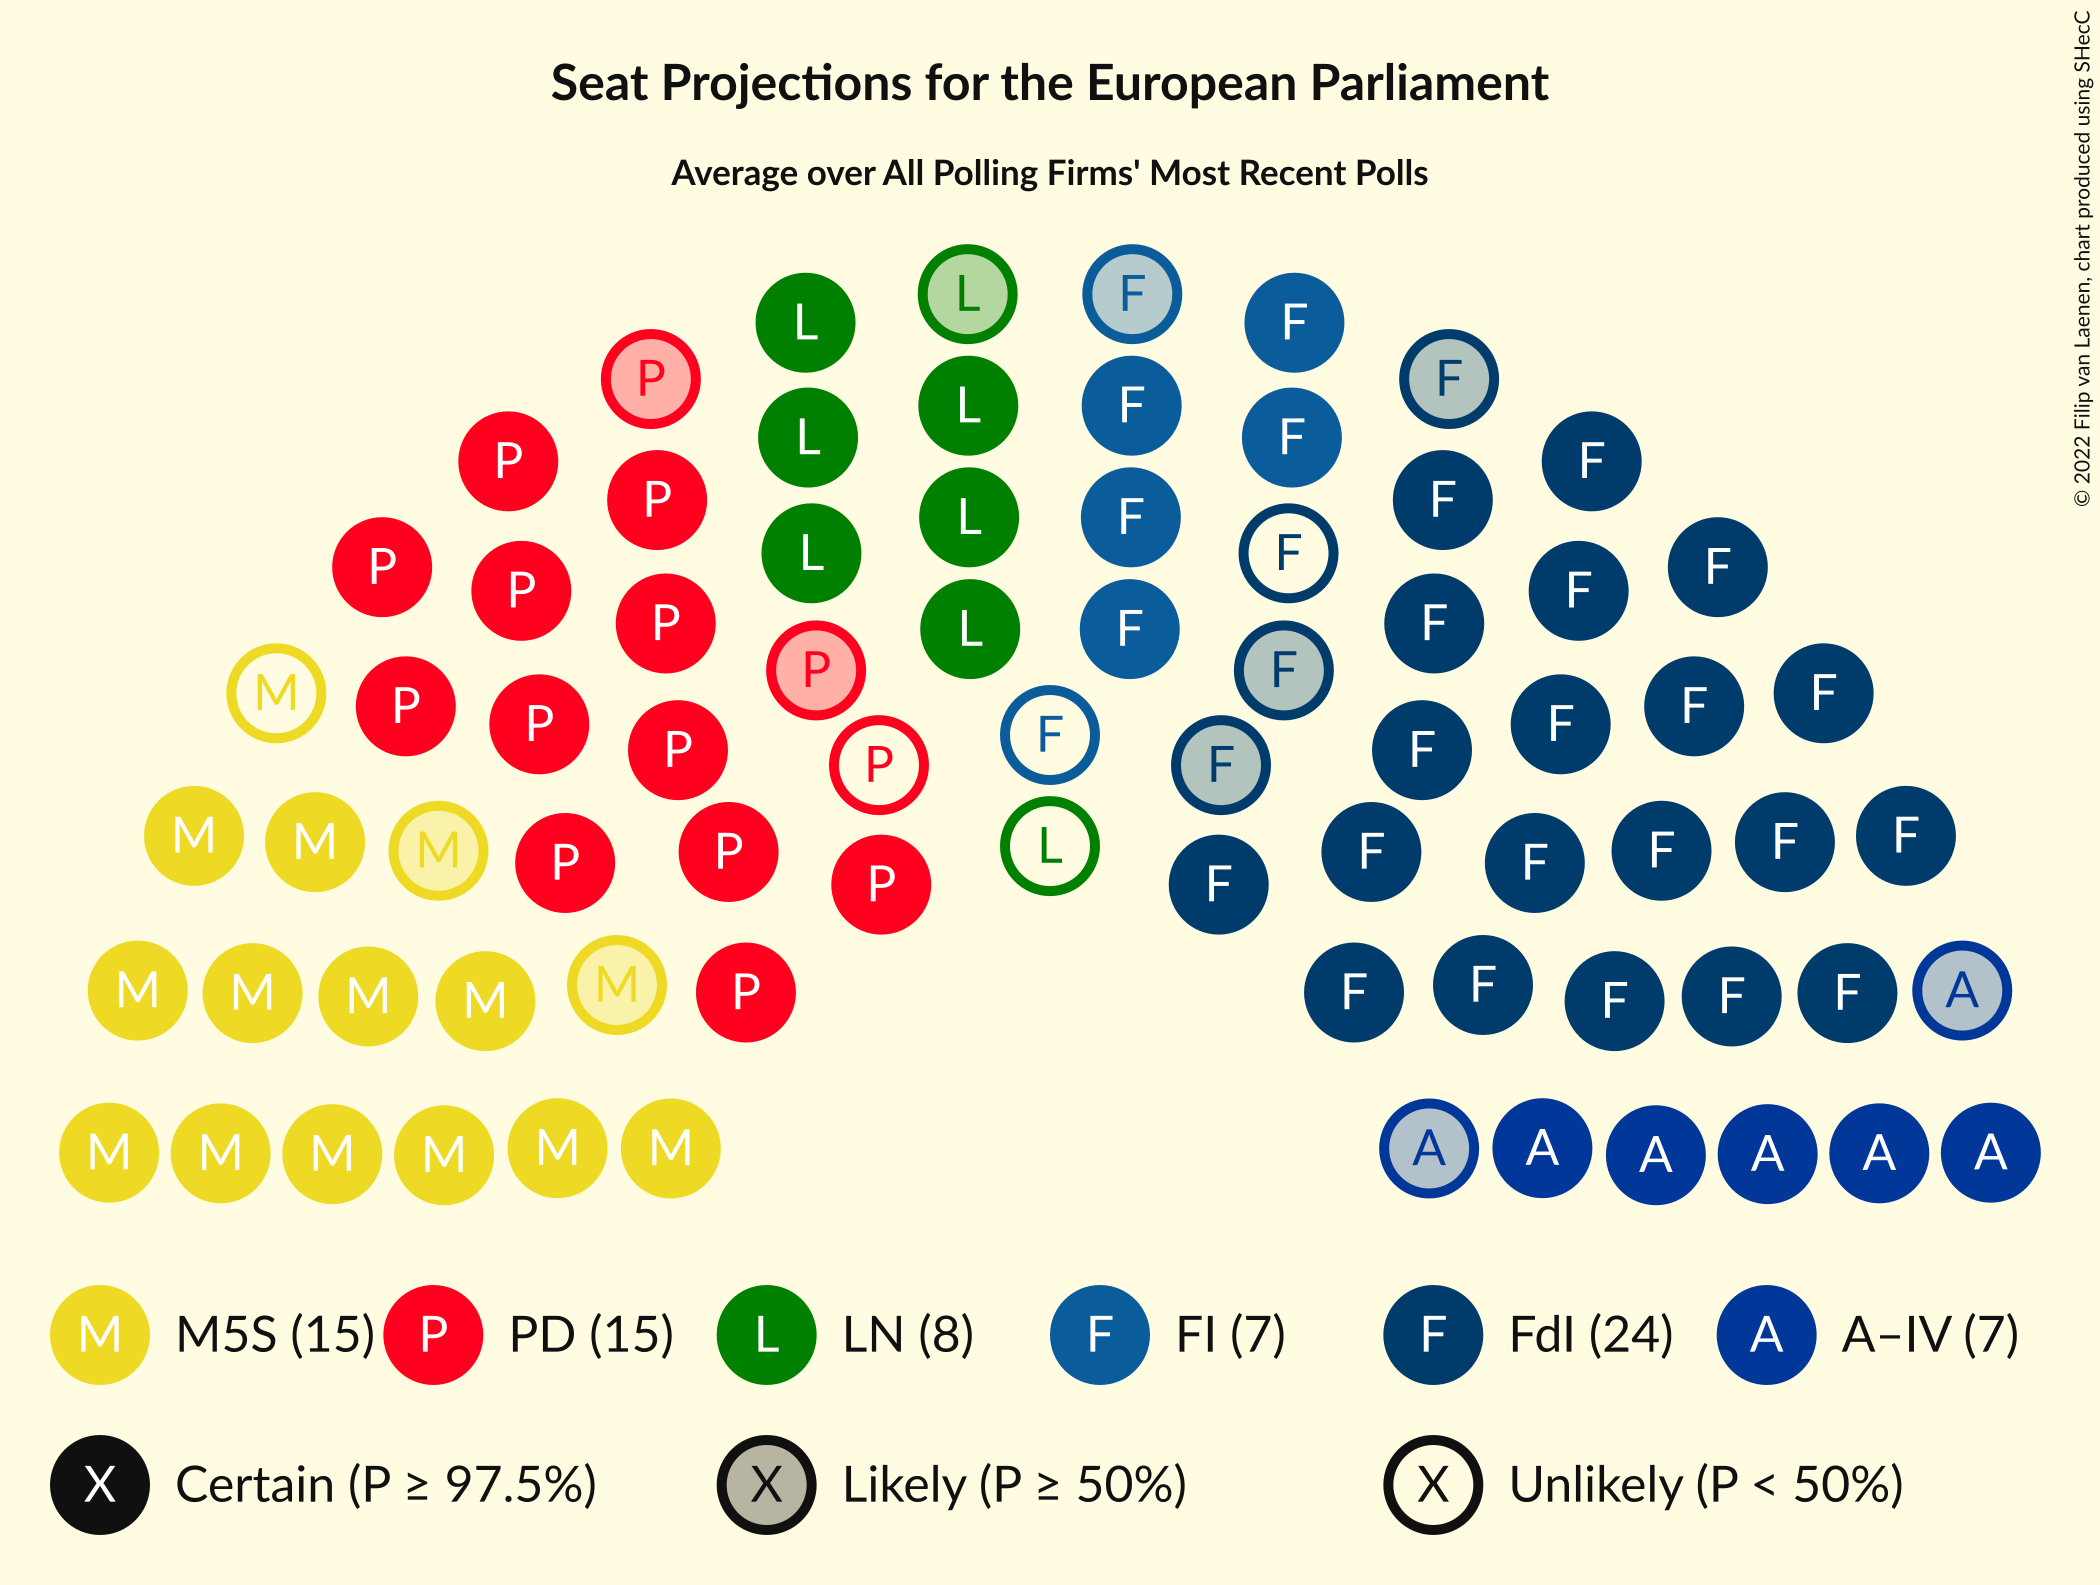 Seat Projections for the European Parliament
Average over All Polling Firms' Most Recent Polls
© 2022 Filip van Laenen, chart produced using SHecC
L F
L F
P F
L F
L F
P F
P F
L F
P F
L F
P F
P F
P F
L F
P F
P F
M F
P F
P F
P F
P F
F
M F
M F
L
M F
P F
P F
P F
M A
M F
M F
M F
M F
P F
M A
M A
M A
M A
M A
M A
M A
M M5S (15) P PD (15) L LN (8) F FI (7) F FdI (24) A A–IV (7)
X Certain (P ≥ 97.5%) X Likely (P ≥ 50%) X Unlikely (P < 50%)